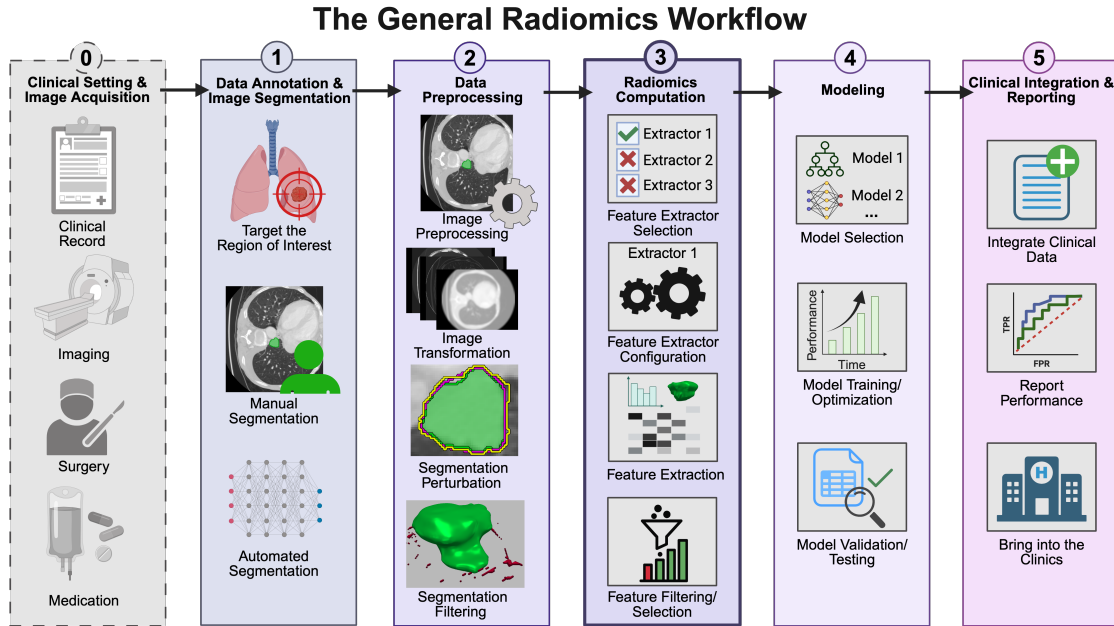 The General Radiomics Workflow
0
Clinical Setting &
Image Acquisition
Clinical
Record
Imaging
Surgery
Medication
1
Data Annotation &
Image Segmentation
Target the
Region of Interest
Manual
Segmentation
Automated
Segmentation
2
Data
Preprocessing
Image
Preprocessing
Image
Transformation
Segmentation
Perturbation
Segmentation
Filtering
3
Radiomics
Computation
Extractor 1
Extractor 2
Extractor 3
Feature Extractor
Selection
Extractor 1
Feature Extractor
Configuration
Feature Extraction
Feature Filtering/
Selection
4
Modeling
Model 1
Model 2
...
Model Selection
Performance
Time
Model Training/
Optimization
Model Validation/
Testing
5
Clinical Integration &
Reporting
Integrate Clinical
Data
TPR
FPR
Report
Performance
H
Bring into the
Clinics